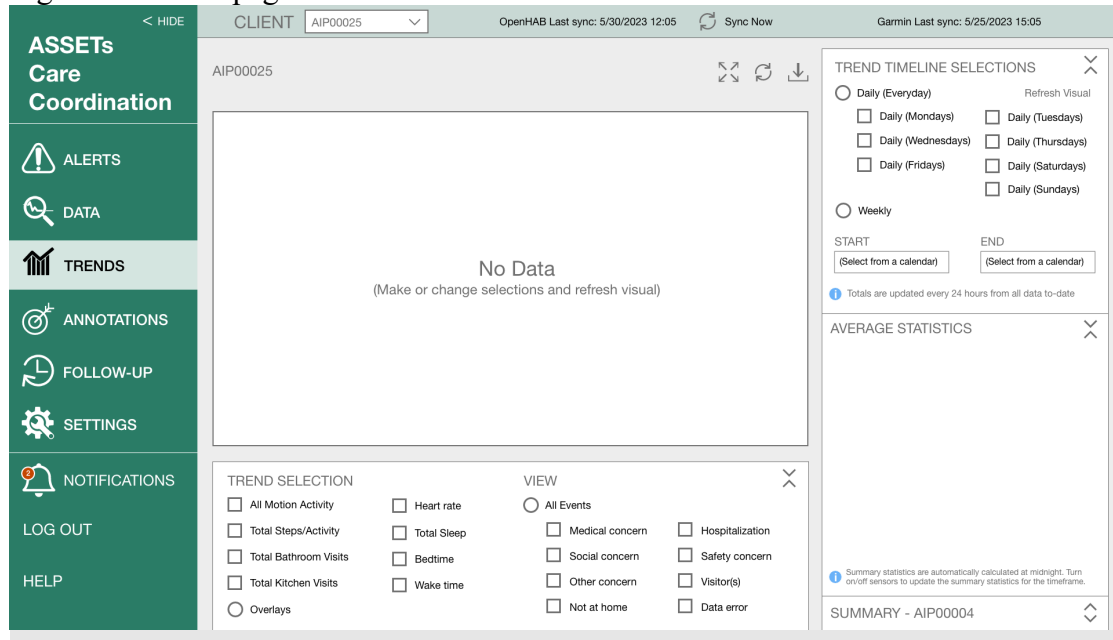 < HIDE
ASSETs
Care
Coordination
ALERTS
DATA
TRENDS
ANNOTATIONS
FOLLOW-UP
SETTINGS
2
NOTIFICATIONS
LOG OUT
HELP
CLIENT AIP00025 OpenHAB Last sync: 5/30/2023 12:05 Sync Now Garmin Last sync: 5/25/2023 15:05
AIP00025
No Data
(Make or change selections and refresh visual)
TREND SELECTION
All Motion Activity Heart rate
Total Steps/Activity Total Sleep
Total Bathroom Visits Bedtime
Total Kitchen Visits Wake time
Overlays
VIEW
All Events
Medical concern Hospitalization
Social concern Safety concern
Other concern Visitor(s)
Not at home Data error
TREND TIMELINE SELECTIONS
Daily (Everyday) Refresh Visual
Daily (Mondays) Daily (Tuesdays)
Daily (Wednesdays) Daily (Thursdays)
Daily (Fridays) Daily (Saturdays)
Daily (Sundays)
Weekly
START END
(Select from a calendar) (Select from a calendar)
Totals are updated every 24 hours from all data to-date
AVERAGE STATISTICS
Summary statistics are automatically calculated at midnight. Turn
on/off sensors to update the summary statistics for the timeframe.
SUMMARY - AIP00004